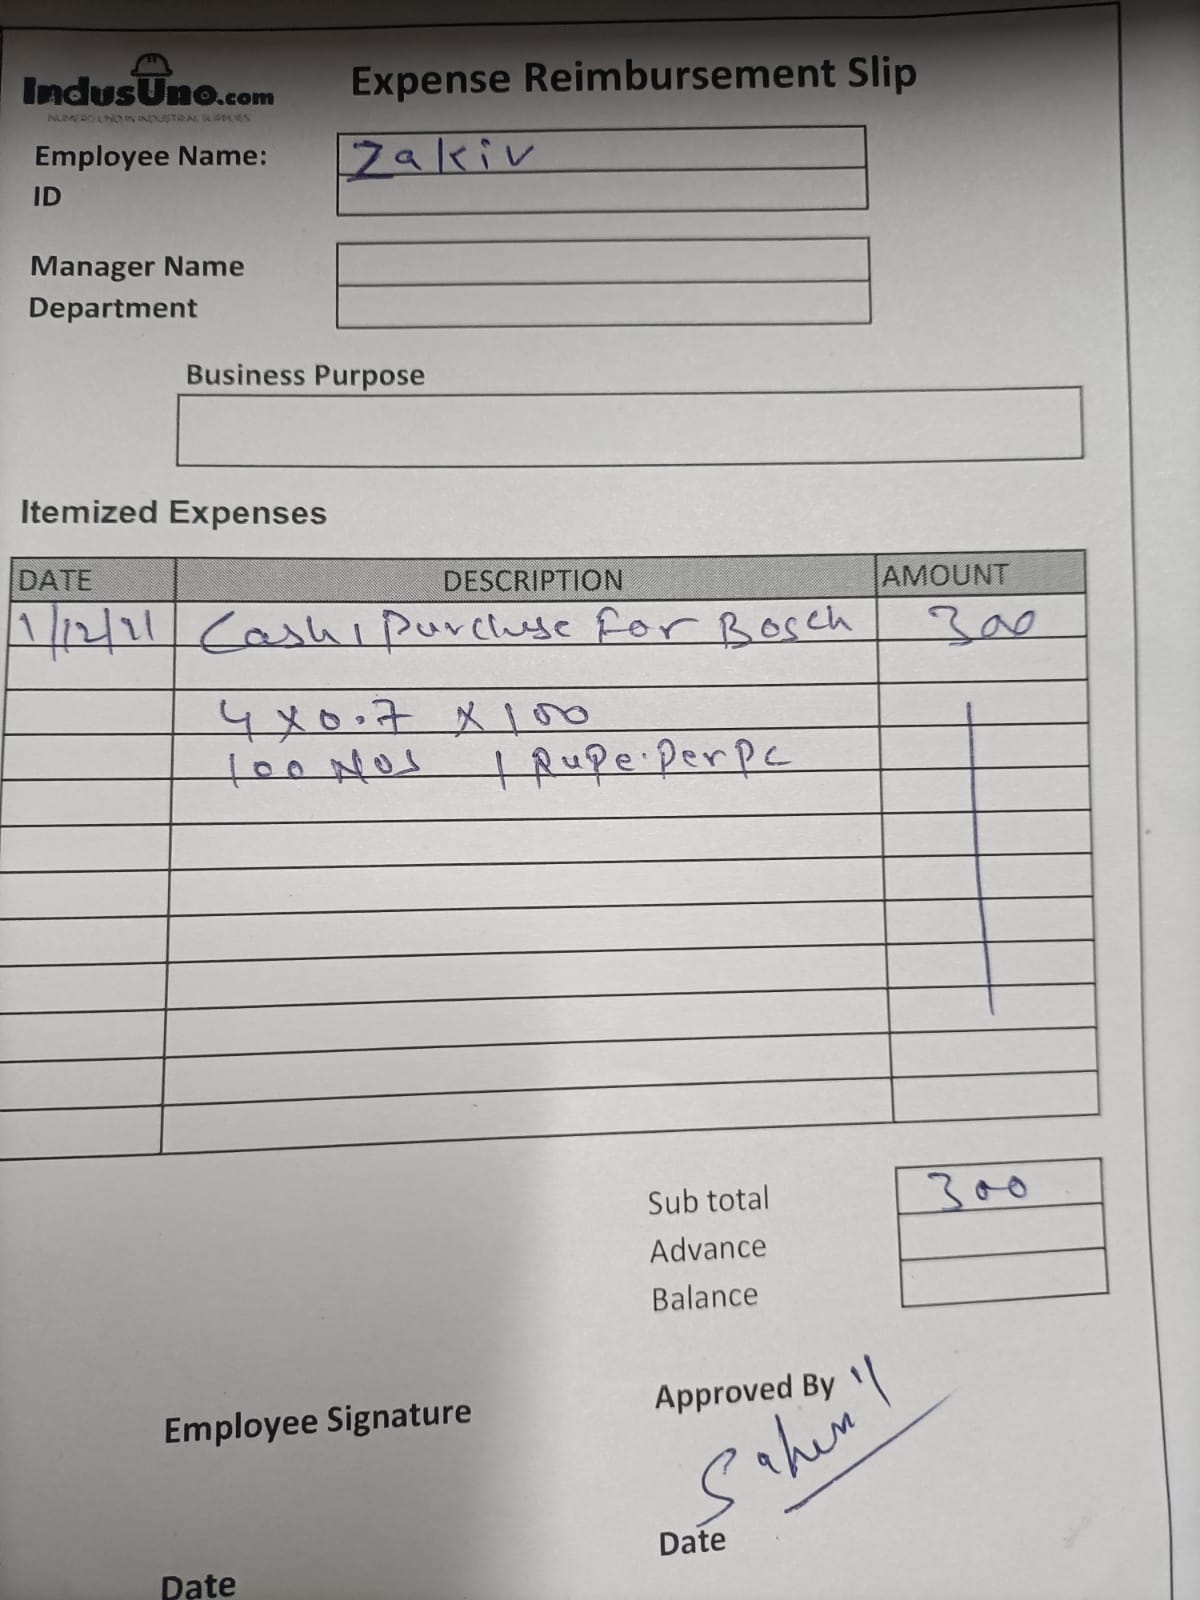 IndusUno.com
NUMERO UNO IN INDUSTRIAL SUPPLIES
Expense Reimbursement Slip
Employee Name: Zakir
ID
Manager Name
Department
Business Purpose
Itemized Expenses
DATE DESCRIPTION AMOUNT
1/12/21 Cash, Purchase For Bosch 300
4 x 0.7 x 100
100 NOS 1 Rupe. Per Pc
Sub total 300
Advance
Balance
Employee Signature
Approved By
Date
Date